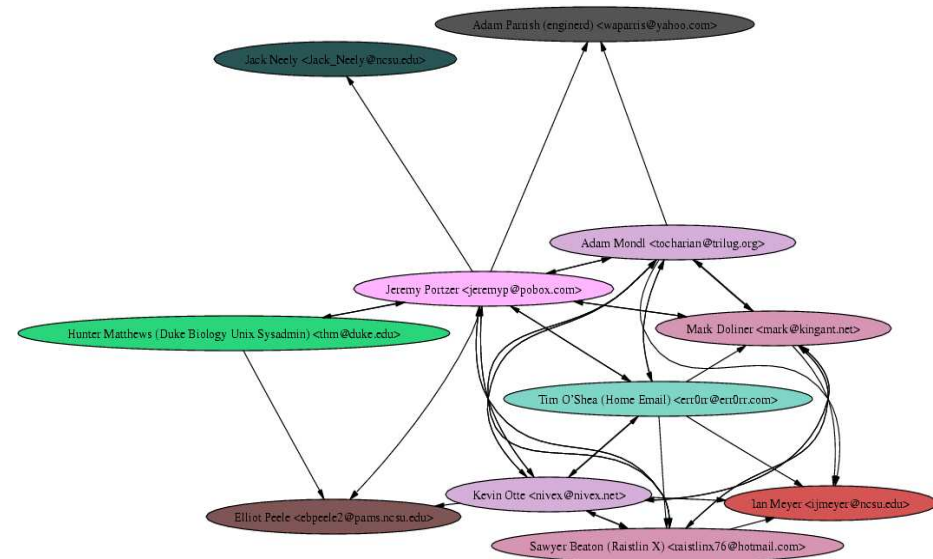 Adam Parrish (enginerd) <waparris@yahoo.com>
Jack Neely <Jack_Neely@ncsu.edu>
Adam Mondl <tocharian@trilug.org>
Jeremy Portzer <jeremyp@pobox.com>
Hunter Matthews (Duke Biology Unix Sysadmin) <thm@duke.edu>
Mark Doliner <mark@kingant.net>
Tim O'Shea (Home Email) <err0rr@err0rr.com>
Kevin Otte <nivex@nivex.net>
Ian Meyer <ijmeyer@ncsu.edu>
Elliot Peele <ebpeele2@pams.ncsu.edu>
Sawyer Beaton (Raistlin X) <raistlinx76@hotmail.com>